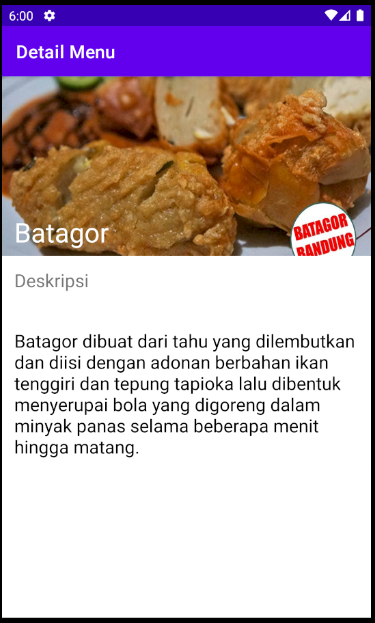 6:00
Detail Menu
Batagor
BATAGOR
BANDUNG
Deskripsi
Batagor dibuat dari tahu yang dilembutkan
dan diisi dengan adonan berbahan ikan
tenggiri dan tepung tapioka lalu dibentuk
menyerupai bola yang digoreng dalam
minyak panas selama beberapa menit
hingga matang.